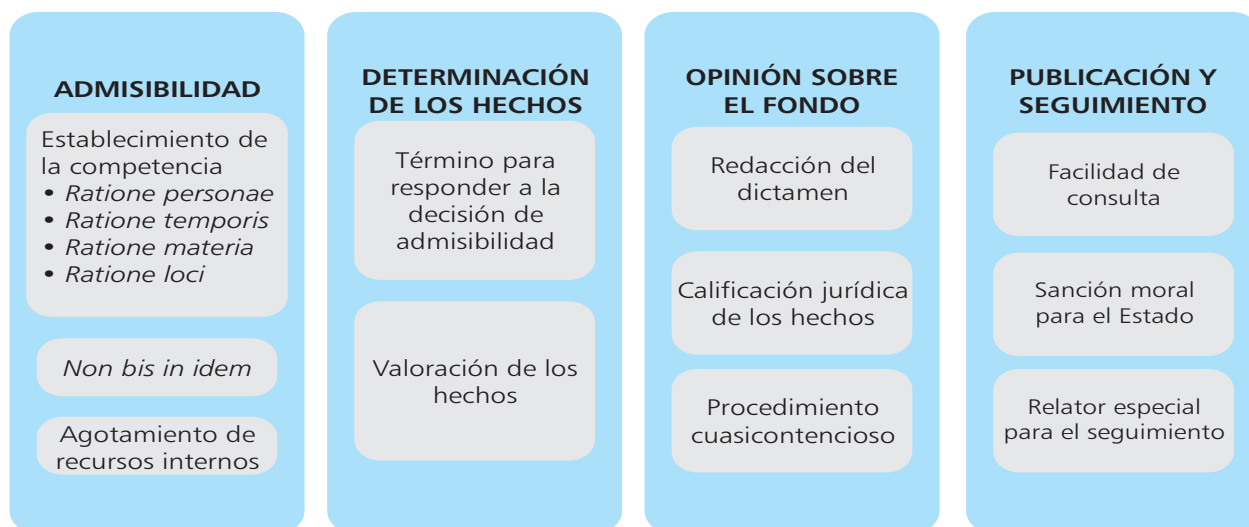 ADMISIBILIDAD
Establecimiento de
la competencia
• Ratione personae
• Ratione temporis
• Ratione materia
• Ratione loci
Non bis in idem
Agotamiento de
recursos internos
DETERMINACIÓN
DE LOS HECHOS
Término para
responder a la
decisión de
admisibilidad
Valoración de los
hechos
OPINIÓN SOBRE
EL FONDO
Redacción del
dictamen
Calificación jurídica
de los hechos
Procedimiento
cuasicontencioso
PUBLICACIÓN Y
SEGUIMIENTO
Facilidad de
consulta
Sanción moral
para el Estado
Relator especial
para el seguimiento